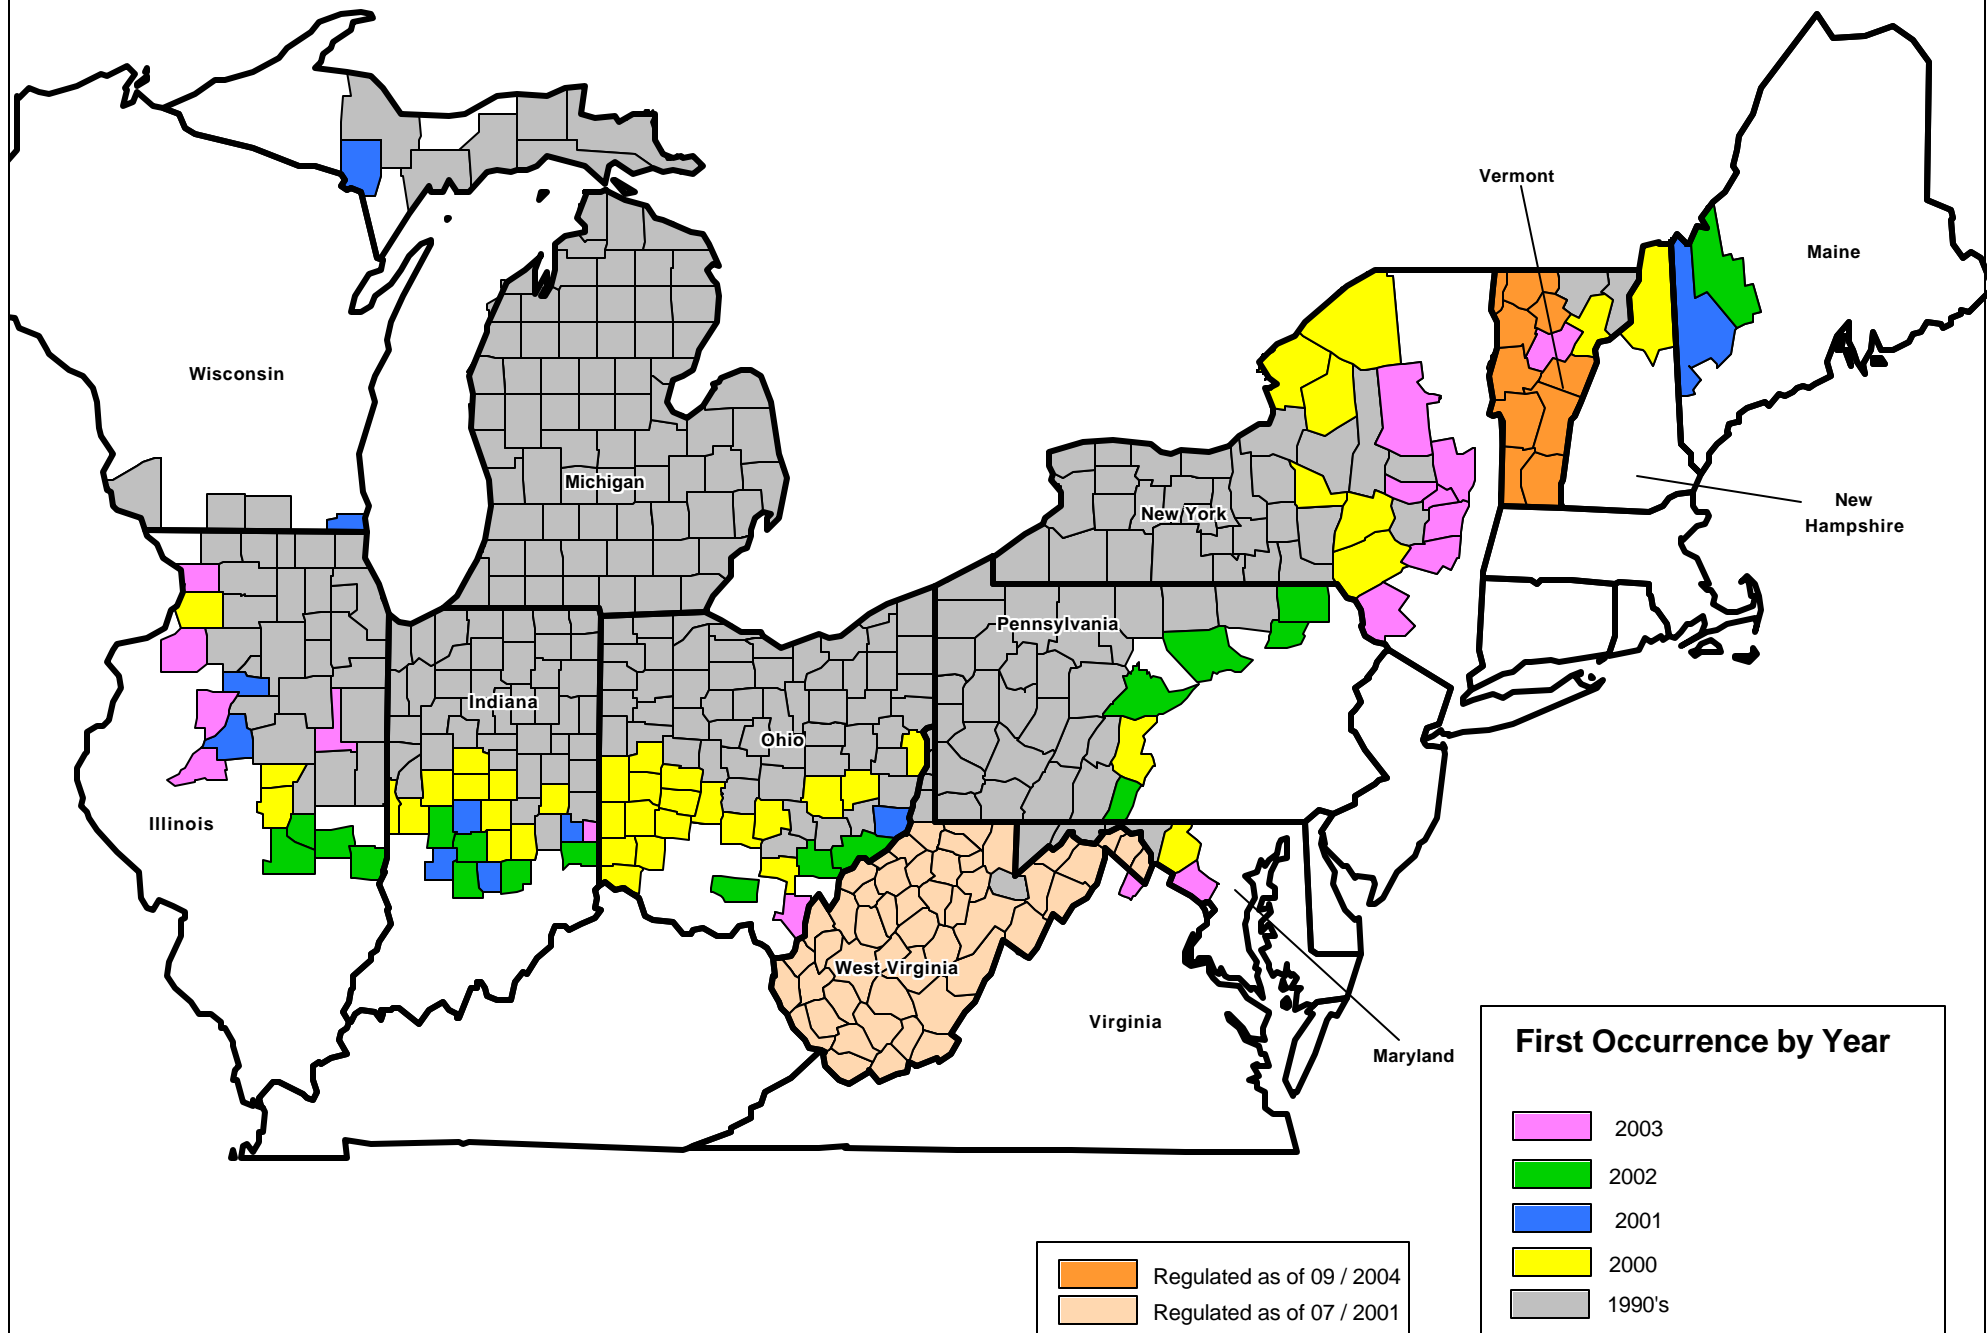 Vermont
Maine
Wisconsin
Michigan
New York
New
Hampshire
Pennsylvania
Indiana
Ohio
Illinois
West Virginia
Virginia
Maryland
First Occurrence by Year
2003
2002
2001
2000
1990's
Regulated as of 09 / 2004
Regulated as of 07 / 2001